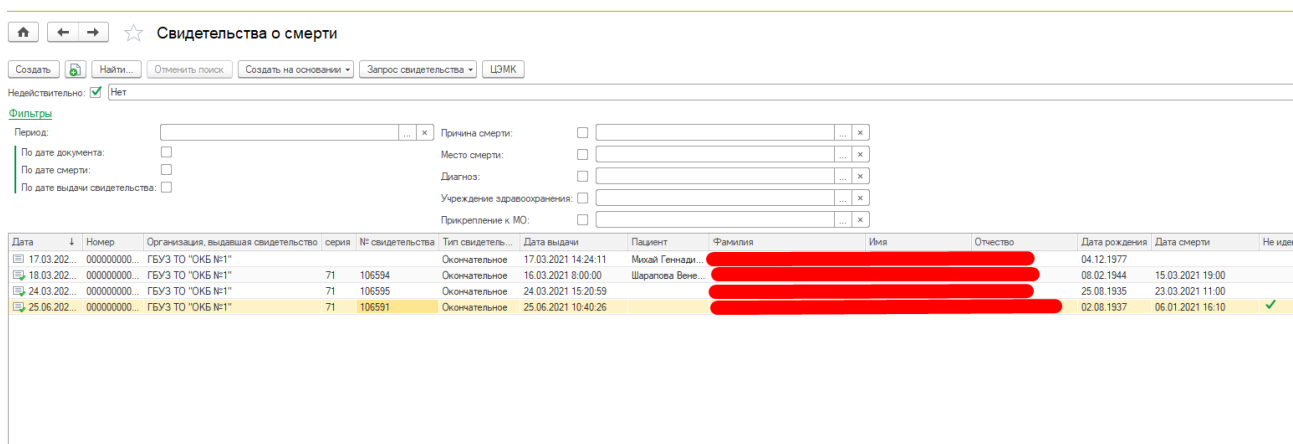 Свидетельства о смерти
Создать Найти... Отменить поиск Создать на основании Запрос свидетельства ЦЭМК
Недействительно: Нет
Фильтры
Период: ... × Причина смерти: ... ×
По дате документа: Место смерти: ... ×
По дате смерти: Диагноз: ... ×
По дате выдачи свидетельства: Учреждение здравоохранения: ... ×
Прикрепление к МО: ... ×
Дата ↓ Номер Организация, выдавшая свидетельство серия № свидетельства Тип свидетель... Дата выдачи Пациент Фамилия Имя Отчество Дата рождения Дата смерти Не иден
17.03.202... 000000000... ГБУЗ ТО "ОКБ №1" Окончательное 17.03.2021 14:24:11 Михай Геннади... 04.12.1977
18.03.202... 000000000... ГБУЗ ТО "ОКБ №1" 71 106594 Окончательное 16.03.2021 8:00:00 Шарапова Вене... 08.02.1944 15.03.2021 19:00
24.03.202... 000000000... ГБУЗ ТО "ОКБ №1" 71 106595 Окончательное 24.03.2021 15:20:59 25.08.1935 23.03.2021 11:00
25.06.202... 000000000... ГБУЗ ТО "ОКБ №1" 71 106591 Окончательное 25.06.2021 10:40:26 02.08.1937 06.01.2021 16:10